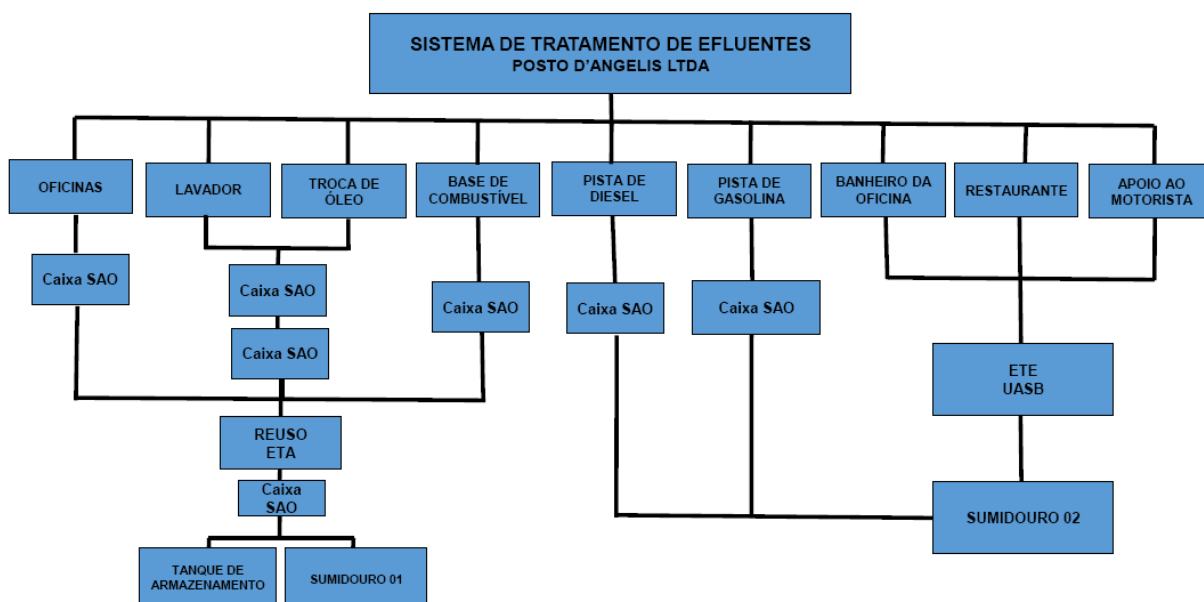 SISTEMA DE TRATAMENTO DE EFLUENTES
POSTO D'ANGELIS LTDA
OFICINAS
LAVADOR
TROCA DE
ÓLEO
BASE DE
COMBUSTÍVEL
PISTA DE
DIESEL
PISTA DE
GASOLINA
BANHEIRO DA
OFICINA
RESTAURANTE
APOIO AO
MOTORISTA
Caixa SAO
Caixa SAO
Caixa SAO
Caixa SAO
Caixa SAO
Caixa SAO
ETE
UASB
REUSO
ETA
Caixa
SAO
SUMIDOURO 02
TANQUE DE
ARMAZENAMENTO
SUMIDOURO 01